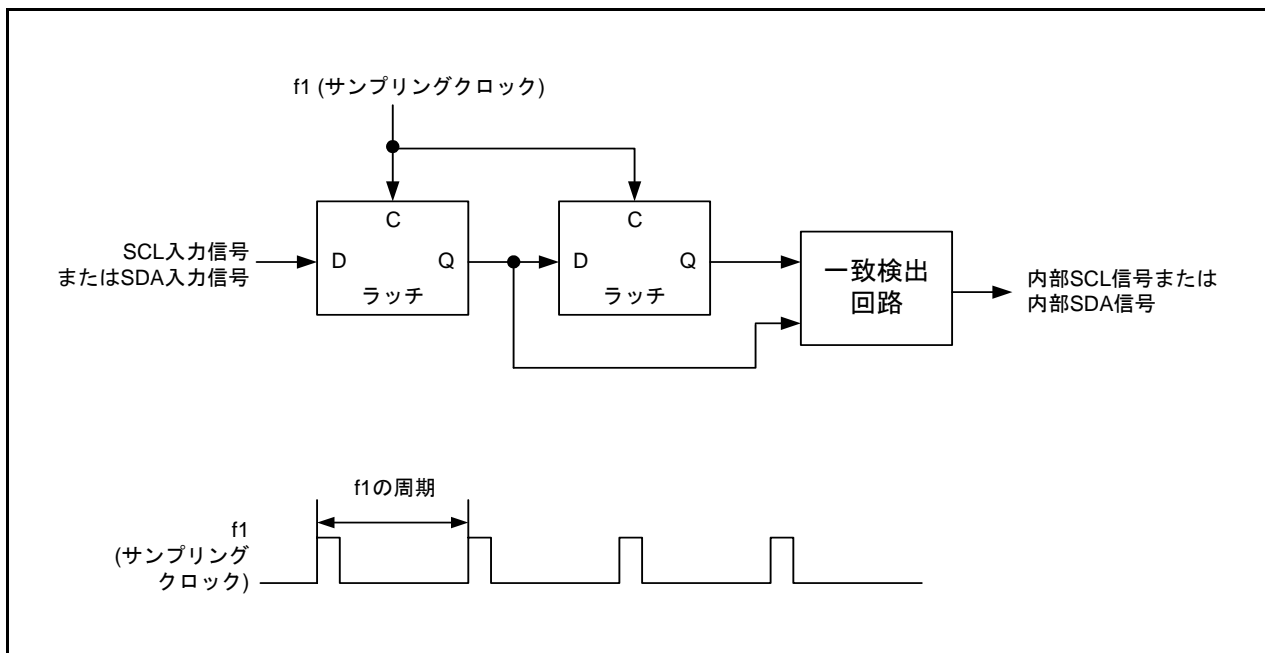 f1 (サンプリングクロック)
C
C
SCL入力信号
またはSDA入力信号
D
Q
ラッチ
D
Q
ラッチ
一致検出
回路
内部SCL信号または
内部SDA信号
f1の周期
f1
(サンプリング
クロック)